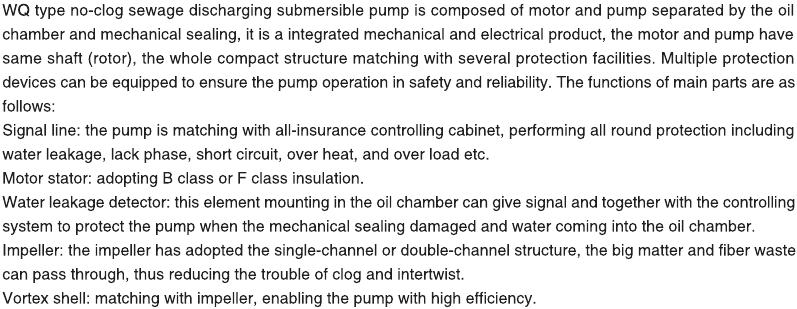 WQ type no-clog sewage discharging submersible pump is composed of motor and pump separated by the oil
chamber and mechanical sealing, it is a integrated mechanical and electrical product, the motor and pump have
same shaft (rotor), the whole compact structure matching with several protection facilities. Multiple protection
devices can be equipped to ensure the pump operation in safety and reliability. The functions of main parts are as
follows:
Signal line: the pump is matching with all-insurance controlling cabinet, performing all round protection including
water leakage, lack phase, short circuit, over heat, and over load etc.
Motor stator: adopting B class or F class insulation.
Water leakage detector: this element mounting in the oil chamber can give signal and together with the controlling
system to protect the pump when the mechanical sealing damaged and water coming into the oil chamber.
Impeller: the impeller has adopted the single-channel or double-channel structure, the big matter and fiber waste
can pass through, thus reducing the trouble of clog and intertwist.
Vortex shell: matching with impeller, enabling the pump with high efficiency.